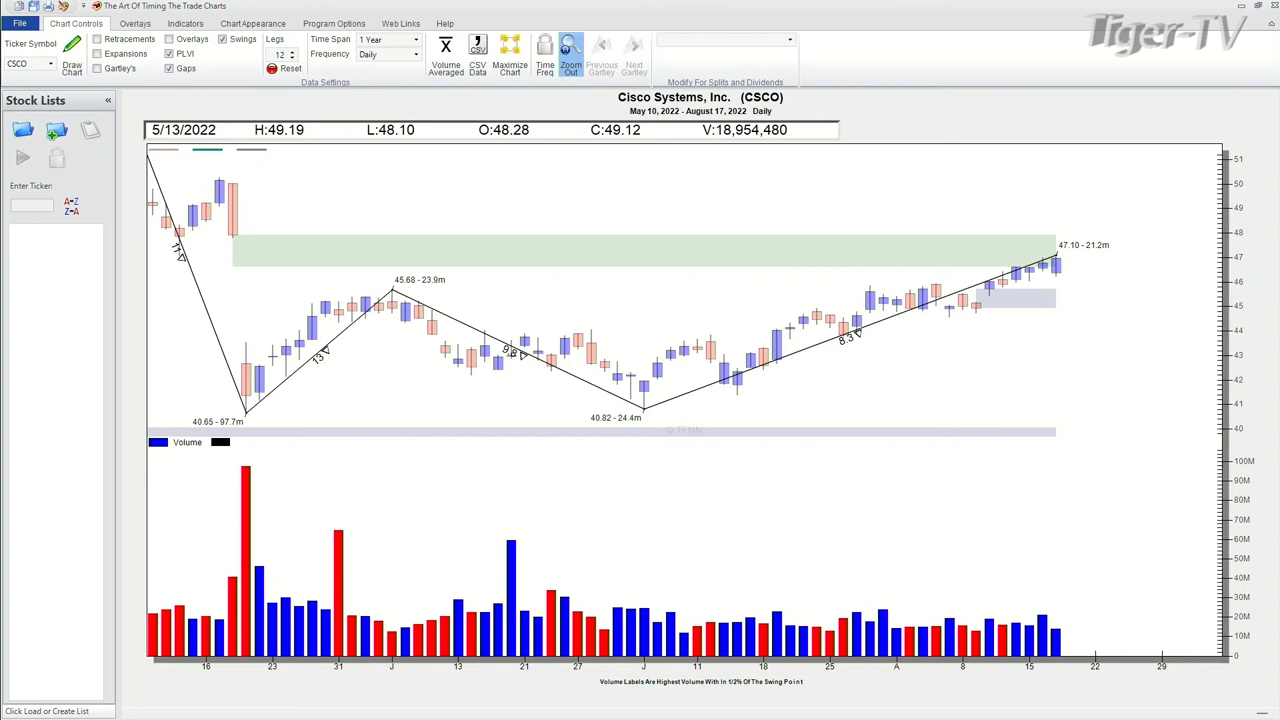 The Art Of Timing The Trade Charts
File Chart Controls Overlays Indicators Chart Appearance Program Options Web Links Help
Tiger-TV
Ticker Symbol
CSCO
Draw
Chart
Retracements Overlays Swings
Expansions PLVI
Gartley's Gaps
Legs
12
Reset
Time Span 1 Year
Frequency Daily
Data Settings
Volume
Averaged
CSV
Data
Maximize
Chart
Time
Freq
Zoom
Out
Previous
Gartley
Next
Gartley
Modify For Splits and Dividends
Stock Lists «
Enter Ticker:
A-Z
Z-A
Click Load or Create List
Cisco Systems, Inc. (CSCO)
May 10, 2022 - August 17, 2022 Daily
5/13/2022 H:49.19 L:48.10 O:48.28 C:49.12 V:18,954,480
51
50
49
48
47
46
45
44
43
42
41
40
11
13
9.8
8.3
47.10 - 21.2m
45.68 - 23.9m
40.82 - 24.4m
40.65 - 97.7m
© TFNN
Volume
100M
90M
80M
70M
60M
50M
40M
30M
20M
10M
0
16 23 31 J 13 21 27 J 11 18 25 A 8 15 22 29
Volume Labels Are Highest Volume With In 1/2% Of The Swing Point